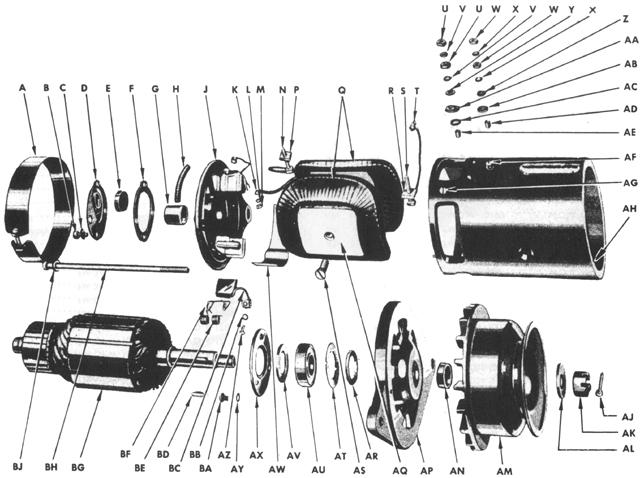 U V U W X V W Y X
Z
AA
AB
AC
AD
AE
A B C D E F G H J K L M N P Q R S T
AF
AG
AH
BJ BH BG BF BE BD BC BB BA AZ AY AX AW AV AU AT AS AR AQ AP AN AM AL AK AJ